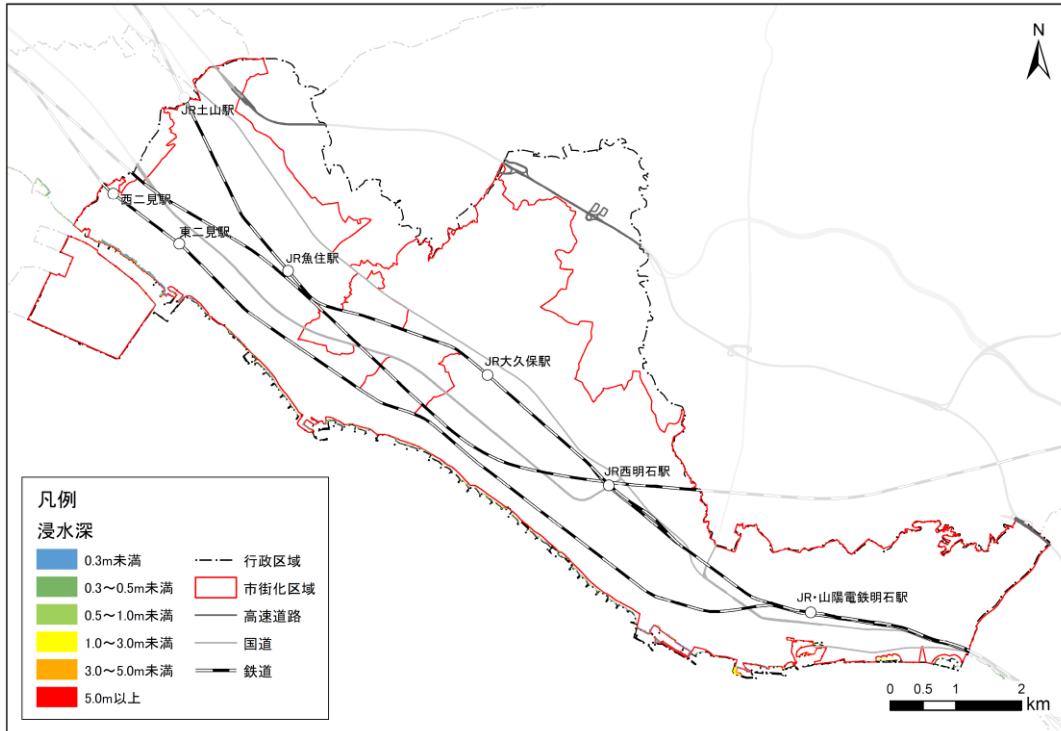 N
JR土山駅
西二見駅
東二見駅
JR魚住駅
JR大久保駅
JR西明石駅
JR・山陽電鉄明石駅
凡例
浸水深
0.3m未満
0.3～0.5m未満
0.5～1.0m未満
1.0～3.0m未満
3.0～5.0m未満
5.0m以上
行政区域
市街化区域
高速道路
国道
鉄道
0 0.5 1 2
km